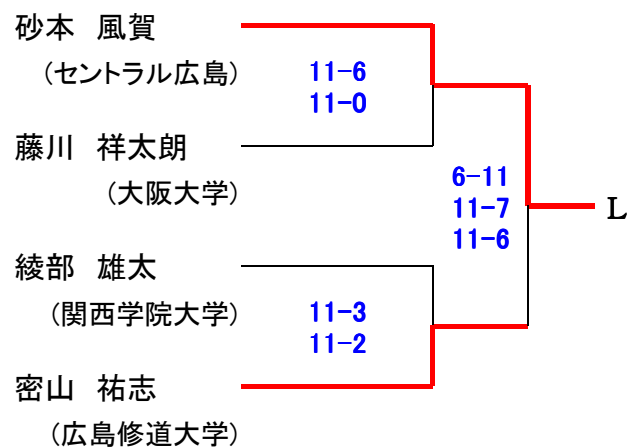 砂本 風賀
(セントラル広島)
11-6
11-0
藤川 祥太朗
(大阪大学)
6-11
11-7
11-6
L
綾部 雄太
(関西学院大学)
11-3
11-2
密山 祐志
(広島修道大学)